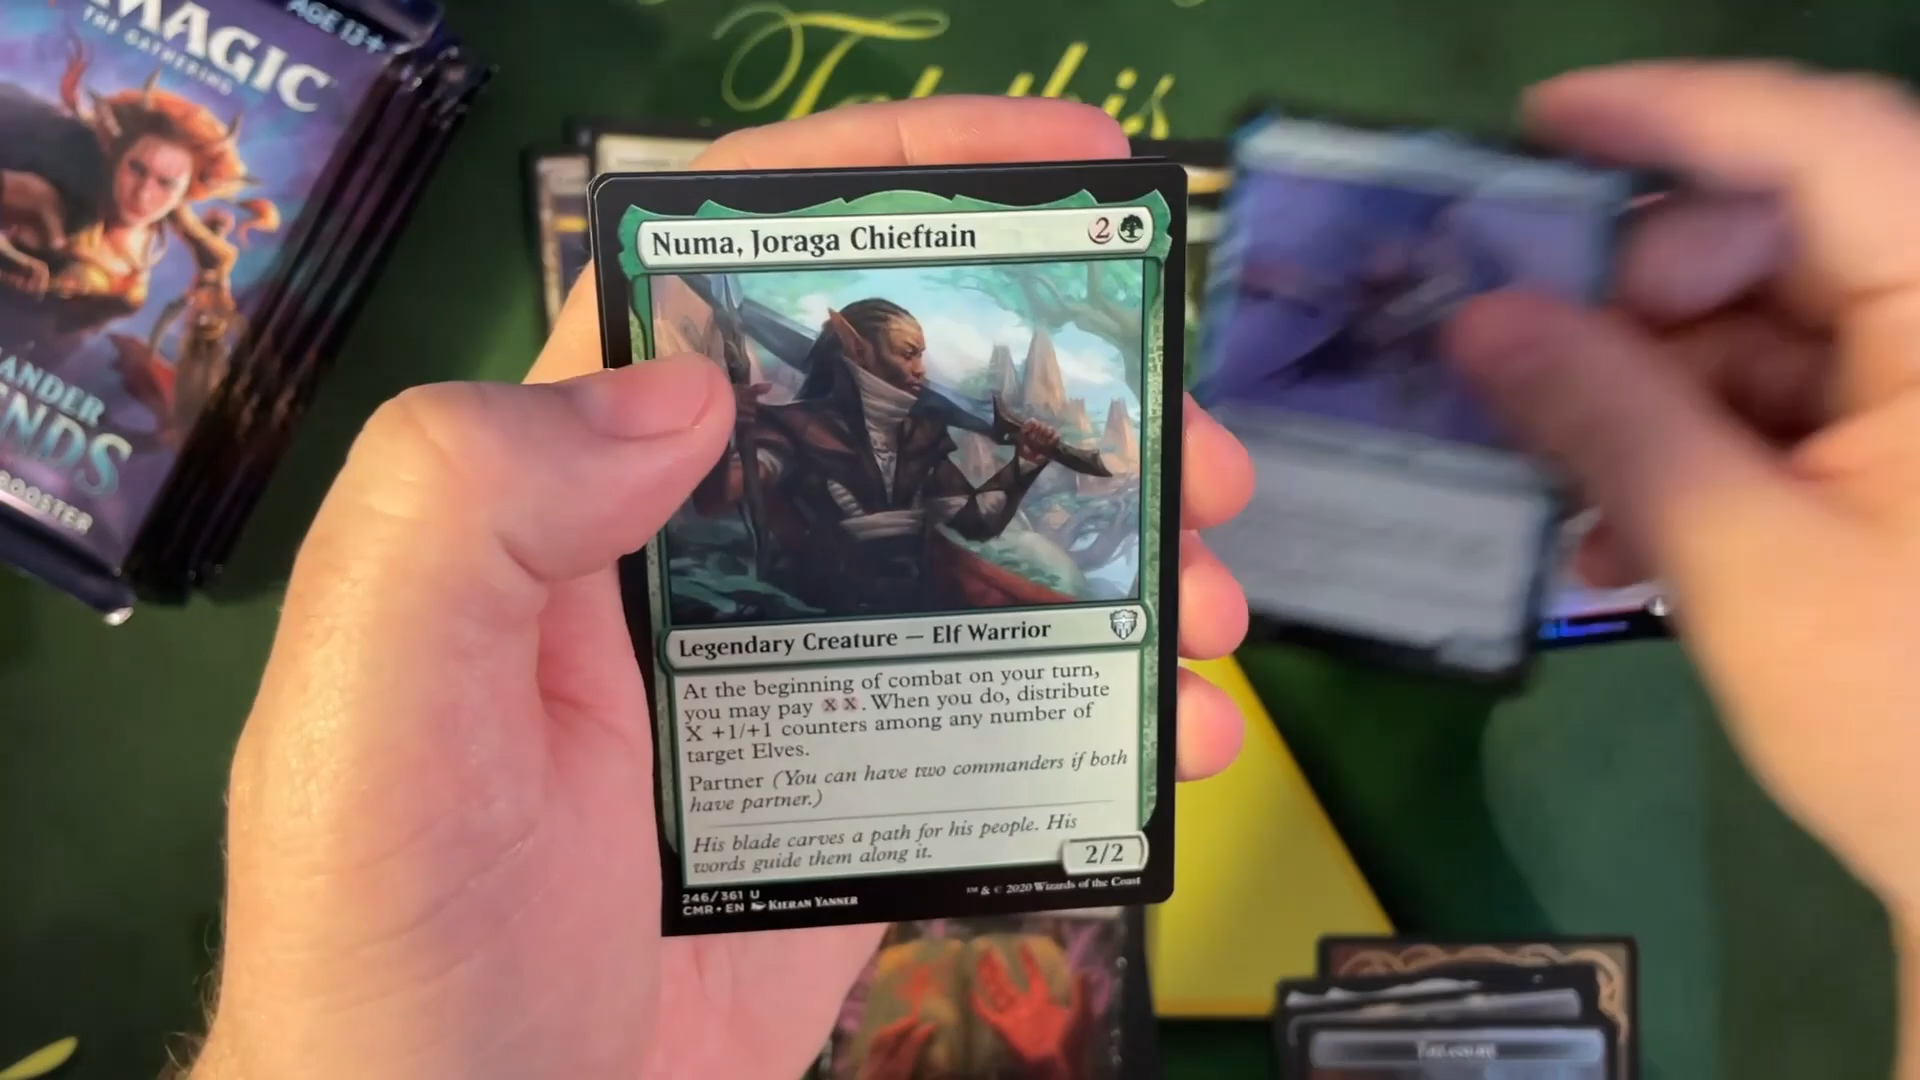 MAGIC
THE GATHERING
AGE 13+
ANDER
ENDS
BOOSTER
Numa, Joraga Chieftain
2
Legendary Creature — Elf Warrior
At the beginning of combat on your turn,
you may pay X X. When you do, distribute
X +1/+1 counters among any number of
target Elves.
Partner (You can have two commanders if both
have partner.)
His blade carves a path for his people. His
words guide them along it.
2/2
246/361 U
CMR • EN KIERAN YANNER
™ & © 2020 Wizards of the Coast